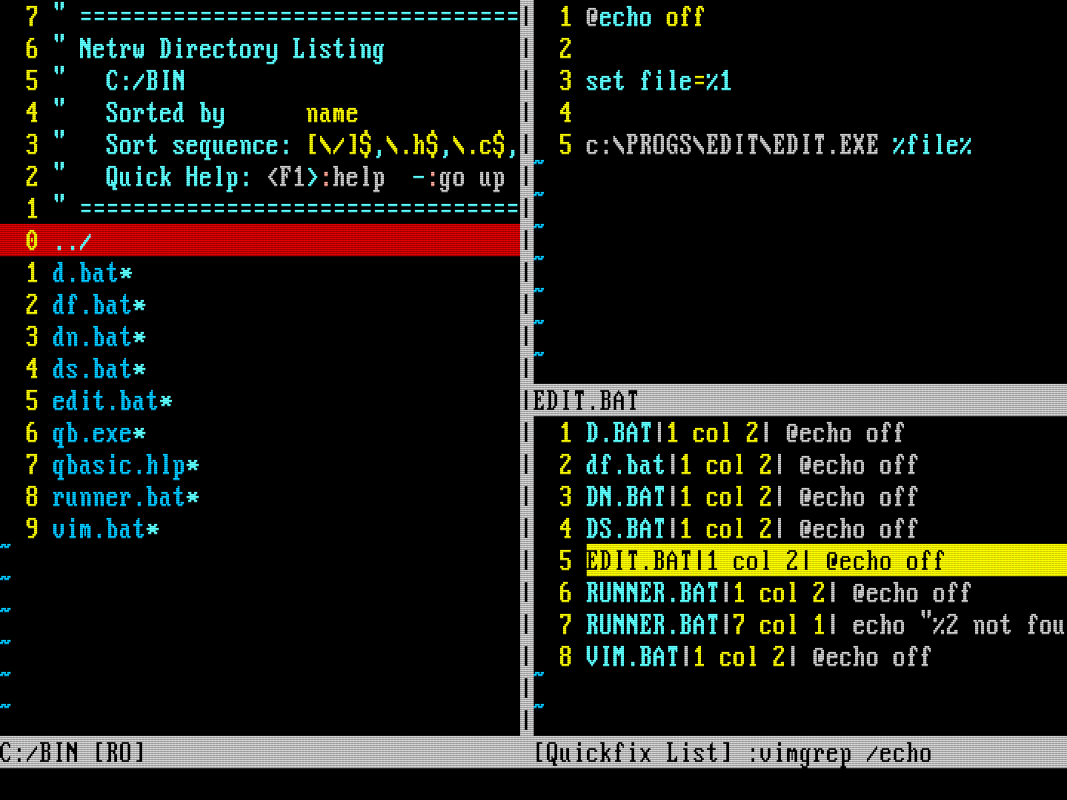 7 " =================================
6 " Netrw Directory Listing
5 "   C:/BIN
4 "   Sorted by      name
3 "   Sort sequence: [\/]$,\.h$,\.c$,
2 "   Quick Help: <F1>:help  -:go up
1 " =================================
0 ../
1 d.bat*
2 df.bat*
3 dn.bat*
4 ds.bat*
5 edit.bat*
6 qb.exe*
7 qbasic.hlp*
8 runner.bat*
9 vim.bat*
~
~
~
~
~
~
C:/BIN [RO]
1 @echo off
2
3 set file=%1
4
5 c:\PROGS\EDIT\EDIT.EXE %file%
~
~
~
~
~
~
~
EDIT.BAT
1 D.BAT|1 col 2| @echo off
2 df.bat|1 col 2| @echo off
3 DN.BAT|1 col 2| @echo off
4 DS.BAT|1 col 2| @echo off
5 EDIT.BAT|1 col 2| @echo off
6 RUNNER.BAT|1 col 2| @echo off
7 RUNNER.BAT|7 col 1| echo "%2 not fou
8 VIM.BAT|1 col 2| @echo off
~
~
[Quickfix List] :vimgrep /echo